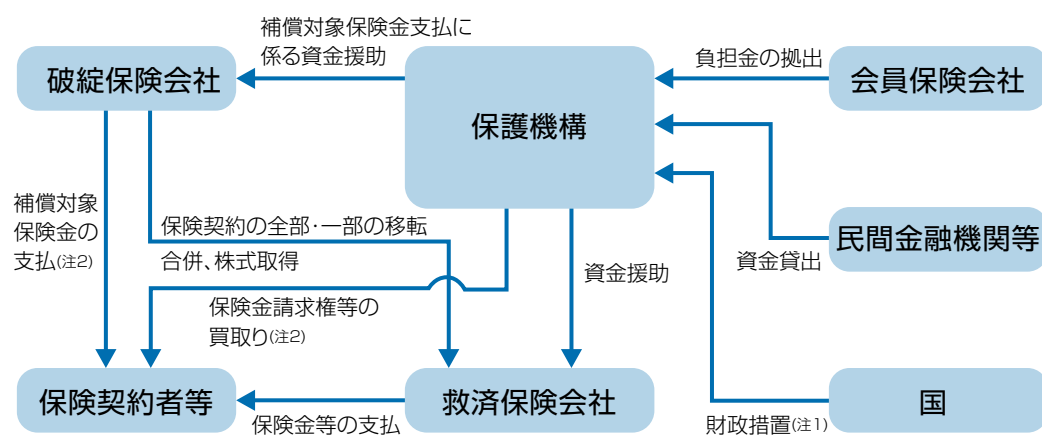 補償対象保険金支払に
係る資金援助
負担金の拠出
破綻保険会社
保護機構
会員保険会社
補償対象
保険金の
支払(注2)
保険契約の全部・一部の移転
合併、株式取得
保険金請求権等の
買取り(注2)
資金援助
民間金融機関等
資金貸出
保険契約者等
保険金等の支払
救済保険会社
財政措置(注1)
国